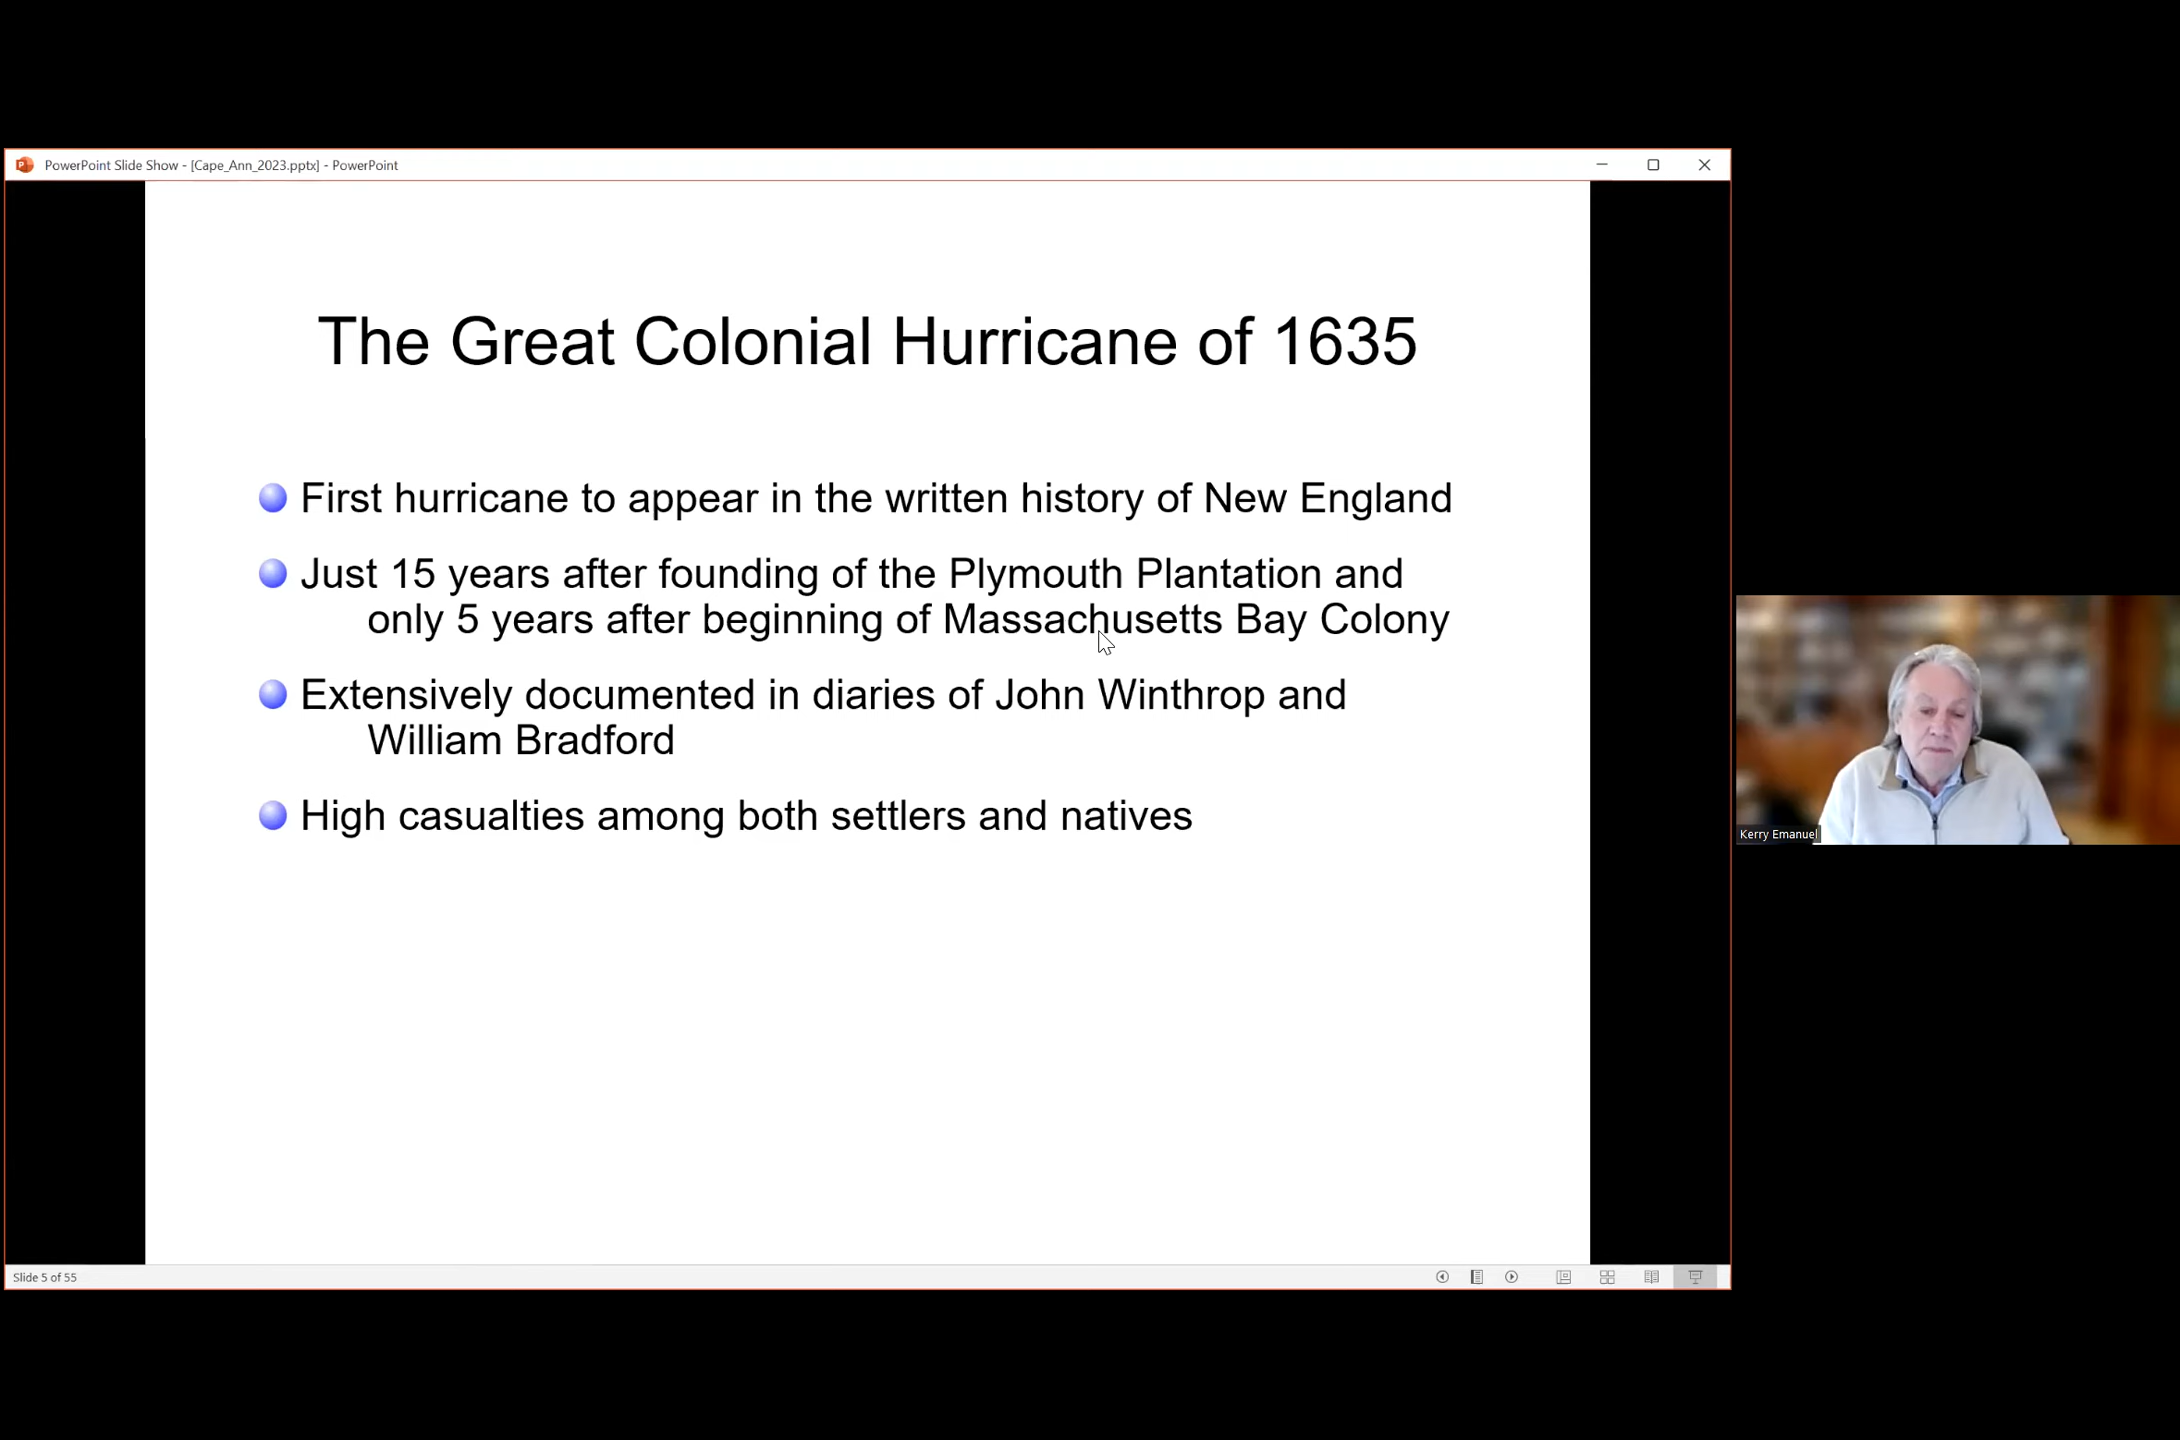 PowerPoint Slide Show - [Cape_Ann_2023.pptx] - PowerPoint
The Great Colonial Hurricane of 1635
First hurricane to appear in the written history of New England
Just 15 years after founding of the Plymouth Plantation and
only 5 years after beginning of Massachusetts Bay Colony
Extensively documented in diaries of John Winthrop and
William Bradford
High casualties among both settlers and natives
Kerry Emanuel
Slide 5 of 55